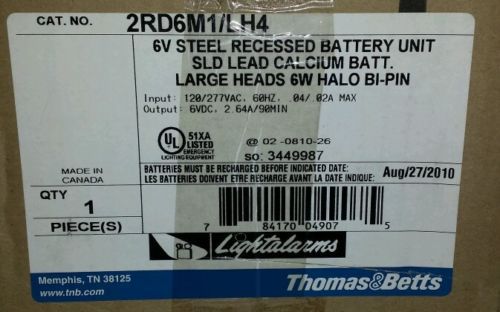 CAT. NO. 2RD6M1/LH4
6V STEEL RECESSED BATTERY UNIT
SLD LEAD CALCIUM BATT.
LARGE HEADS 6W HALO BI-PIN
Input: 120/277VAC, 60HZ, .04/.02A MAX
Output: 6VDC, 2.64A/90MIN
UL
LISTED
51XA
EMERGENCY
LIGHTING EQUIPMENT
@ 02-0810-26
SO: 3449987
MADE IN
CANADA
BATTERIES MUST BE RECHARGED BEFORE INDICATED DATE:
LES BATTERIES DOIVENT ETRE RECHARGEE AVANT LA DATE INDIQUE:
Aug/27/2010
QTY
1
PIECE(S)
7 84170 04907 5
Lightalarms
Memphis, TN 38125
www.tnb.com
Thomas&Betts